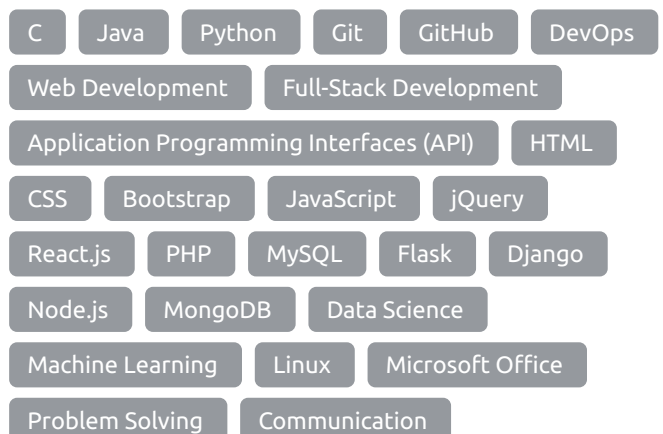 C Java Python Git GitHub DevOps
Web Development Full-Stack Development
Application Programming Interfaces (API) HTML
CSS Bootstrap JavaScript jQuery
React.js PHP MySQL Flask Django
Node.js MongoDB Data Science
Machine Learning Linux Microsoft Office
Problem Solving Communication